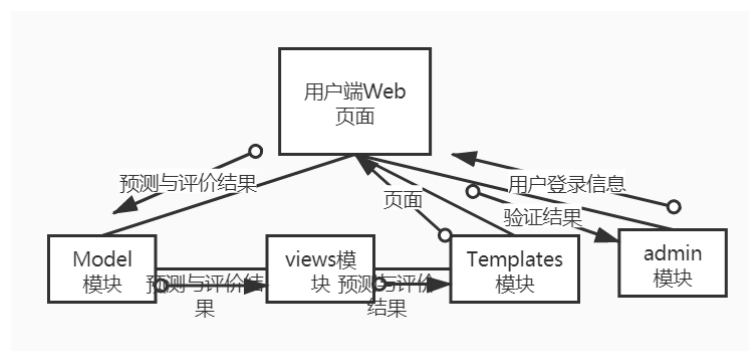 用户端Web
页面
预测与评价结果
页面
用户登录信息
验证结果
Model
模块
预测与评价结
果
views模
块
预测与评价
结果
Templates
模块
admin
模块